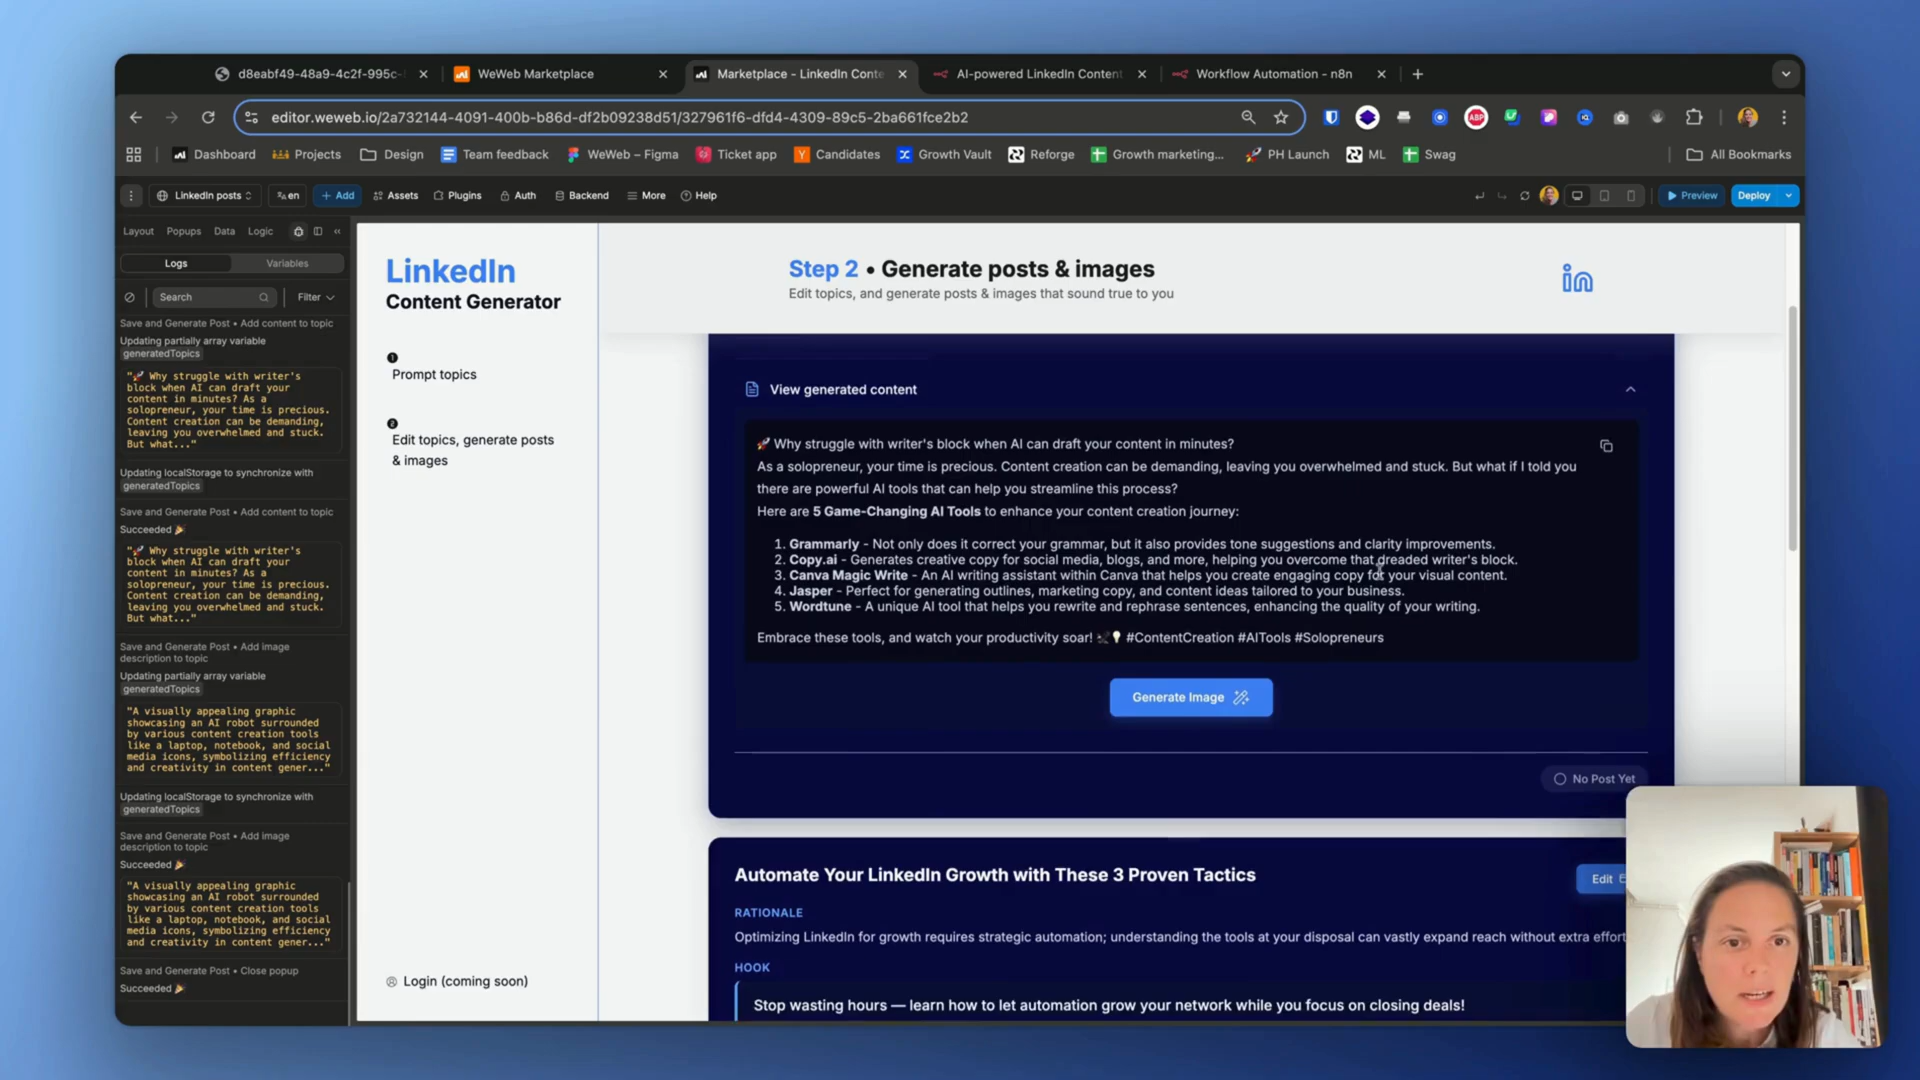 d8eabf49-48a9-4c2f-995c-
WeWeb Marketplace
Marketplace - LinkedIn Conte
AI-powered LinkedIn Content
Workflow Automation - n8n
editor.weweb.io/2a732144-4091-400b-b86d-df2b09238d51/327961f6-dfd4-4309-89c5-2ba661fce2b2
ABP
Dashboard
Projects
Design
Team feedback
WeWeb – Figma
Ticket app
Candidates
Growth Vault
Reforge
Growth marketing...
PH Launch
ML
Swag
All Bookmarks
LinkedIn posts
en
+ Add
Assets
Plugins
Auth
Backend
More
Help
Preview
Deploy
Layout
Popups
Data
Logic
Logs
Variables
Search
Filter
Save and Generate Post • Add content to topic
Updating partially array variable
generatedTopics
"🚀 Why struggle with writer's
block when AI can draft your
content in minutes? As a
solopreneur, your time is precious.
Content creation can be demanding,
leaving you overwhelmed and stuck.
But what..."
Updating localStorage to synchronize with
generatedTopics
Save and Generate Post • Add content to topic
Succeeded 🎉
"🚀 Why struggle with writer's
block when AI can draft your
content in minutes? As a
solopreneur, your time is precious.
Content creation can be demanding,
leaving you overwhelmed and stuck.
But what..."
Save and Generate Post • Add image
description to topic
Updating partially array variable
generatedTopics
"A visually appealing graphic
showcasing an AI robot surrounded
by various content creation tools
like a laptop, notebook, and social
media icons, symbolizing efficiency
and creativity in content gener..."
Updating localStorage to synchronize with
generatedTopics
Save and Generate Post • Add image
description to topic
Succeeded 🎉
"A visually appealing graphic
showcasing an AI robot surrounded
by various content creation tools
like a laptop, notebook, and social
media icons, symbolizing efficiency
and creativity in content gener..."
Save and Generate Post • Close popup
Succeeded 🎉
LinkedIn
Content Generator
1
Prompt topics
2
Edit topics, generate posts
& images
Login (coming soon)
Step 2 • Generate posts & images
Edit topics, and generate posts & images that sound true to you
in
View generated content
🚀 Why struggle with writer's block when AI can draft your content in minutes?
As a solopreneur, your time is precious. Content creation can be demanding, leaving you overwhelmed and stuck. But what if I told you
there are powerful AI tools that can help you streamline this process?
Here are 5 Game-Changing AI Tools to enhance your content creation journey:
1. Grammarly - Not only does it correct your grammar, but it also provides tone suggestions and clarity improvements.
2. Copy.ai - Generates creative copy for social media, blogs, and more, helping you overcome that dreaded writer's block.
3. Canva Magic Write - An AI writing assistant within Canva that helps you create engaging copy for your visual content.
4. Jasper - Perfect for generating outlines, marketing copy, and content ideas tailored to your business.
5. Wordtune - A unique AI tool that helps you rewrite and rephrase sentences, enhancing the quality of your writing.
Embrace these tools, and watch your productivity soar! 🕊💡 #ContentCreation #AITools #Solopreneurs
Generate Image
No Post Yet
Automate Your LinkedIn Growth with These 3 Proven Tactics
Edit
RATIONALE
Optimizing LinkedIn for growth requires strategic automation; understanding the tools at your disposal can vastly expand reach without extra effort
HOOK
Stop wasting hours — learn how to let automation grow your network while you focus on closing deals!